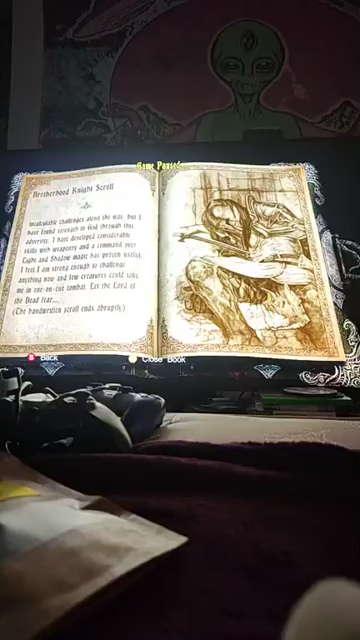 Game Paused
Brotherhood Knight Scroll
incalculable challenges along the way, but I
have found strength in God through this
adversity. I have developed considerable
skills with weaponry and a command over
Light and Shadow magic has proven useful.
I feel I am strong enough to challenge
anything now and few creatures could take
me in one-on-one combat. Let the Lord of
the Dead fear...
(The handwritten scroll ends abruptly)
B Back
Close Book